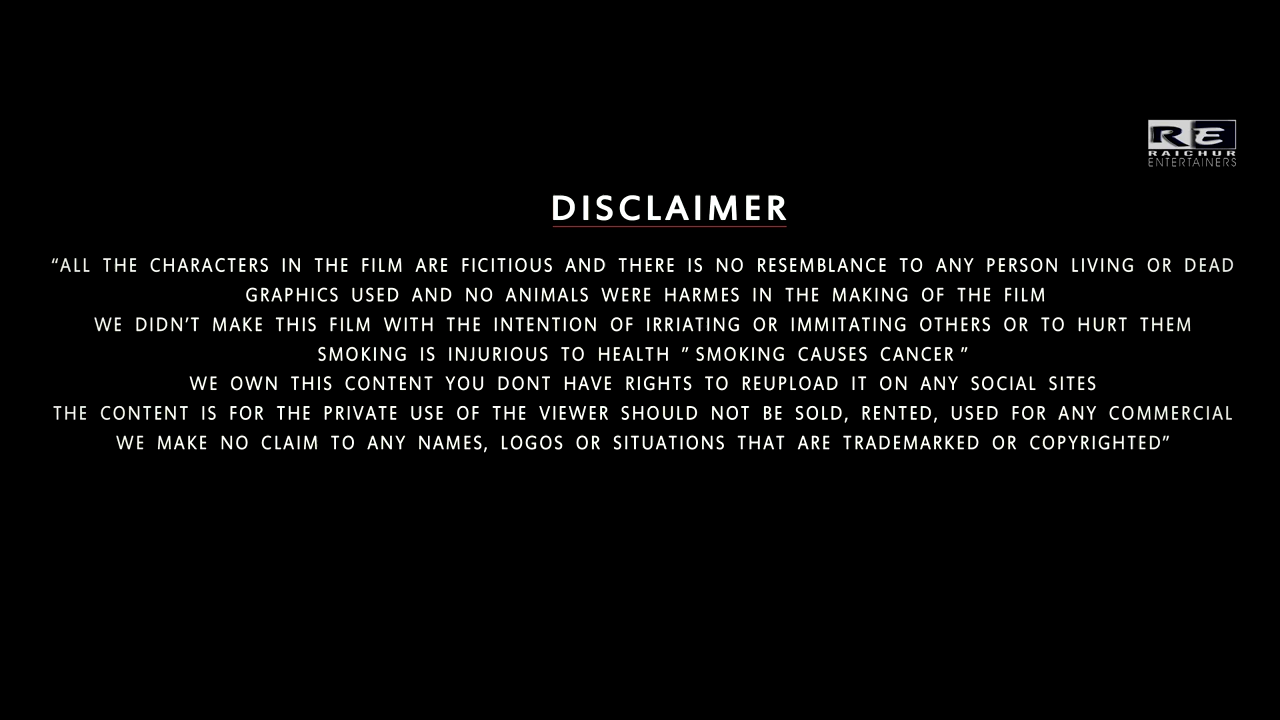 RE
RAICHUR
ENTERTAINERS
DISCLAIMER
“ALL THE CHARACTERS IN THE FILM ARE FICITIOUS AND THERE IS NO RESEMBLANCE TO ANY PERSON LIVING OR DEAD
GRAPHICS USED AND NO ANIMALS WERE HARMES IN THE MAKING OF THE FILM
WE DIDN’T MAKE THIS FILM WITH THE INTENTION OF IRRIATING OR IMMITATING OTHERS OR TO HURT THEM
SMOKING IS INJURIOUS TO HEALTH ” SMOKING CAUSES CANCER ”
WE OWN THIS CONTENT YOU DONT HAVE RIGHTS TO REUPLOAD IT ON ANY SOCIAL SITES
THE CONTENT IS FOR THE PRIVATE USE OF THE VIEWER SHOULD NOT BE SOLD, RENTED, USED FOR ANY COMMERCIAL
WE MAKE NO CLAIM TO ANY NAMES, LOGOS OR SITUATIONS THAT ARE TRADEMARKED OR COPYRIGHTED”